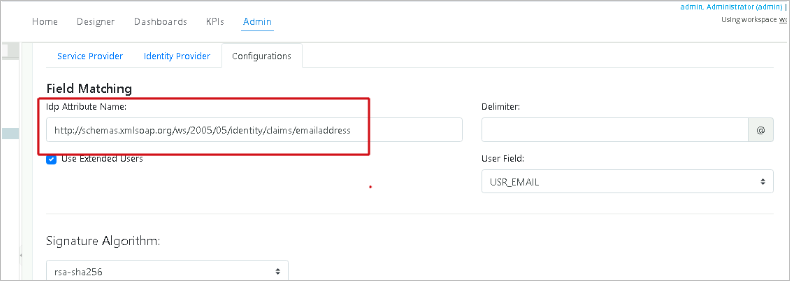 admin, Administrator (admin) |
Using workspace
Home Designer Dashboards KPIs Admin
Service Provider Identity Provider Configurations
Field Matching
Idp Attribute Name: Delimiter:
http://schemas.xmlsoap.org/ws/2005/05/identity/claims/emailaddress @
Use Extended Users User Field:
USR_EMAIL
Signature Algorithm:
rsa-sha256